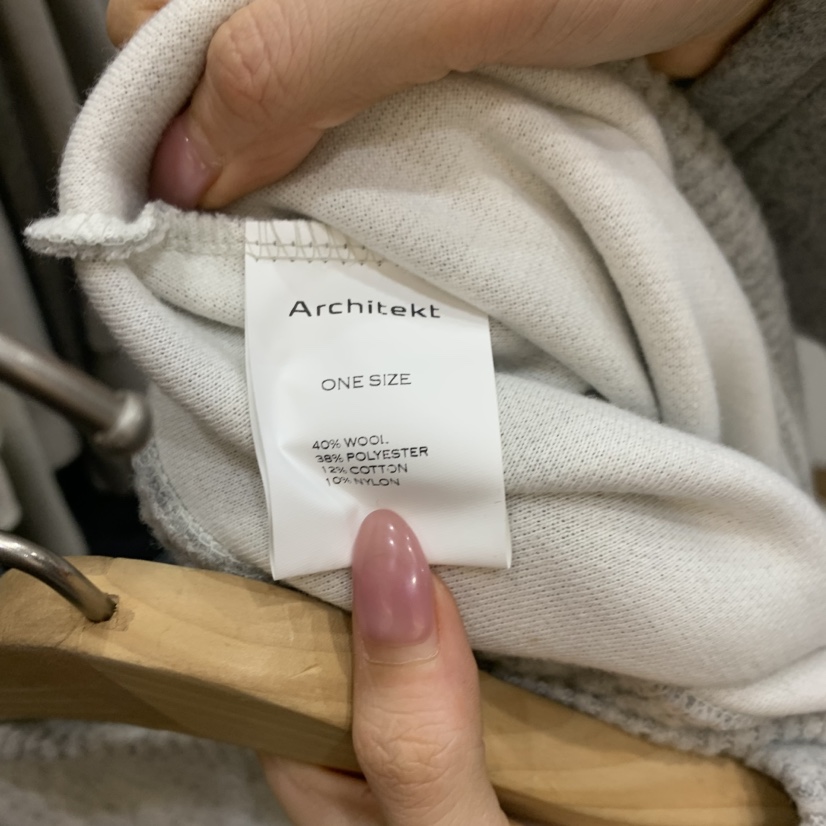 Architekt
ONE SIZE
40% WOOL
38% POLYESTER
12% COTTON
10% NYLON